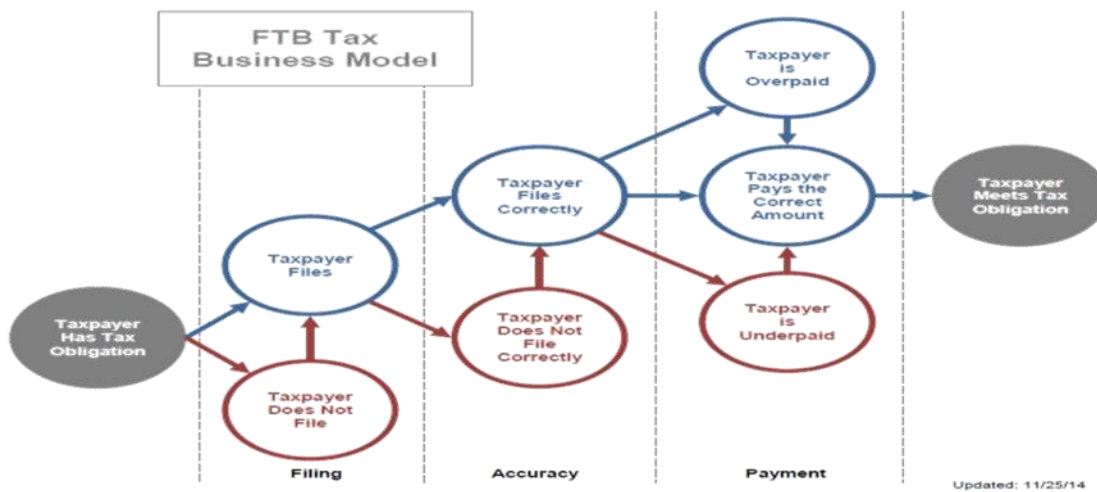 FTB Tax
Business Model
Taxpayer
Has Tax
Obligation
Taxpayer
Files
Taxpayer
Does Not
File
Taxpayer
Files
Correctly
Taxpayer
Does Not
File
Correctly
Taxpayer
is
Overpaid
Taxpayer
Pays the
Correct
Amount
Taxpayer
is
Underpaid
Taxpayer
Meets Tax
Obligation
Filing
Accuracy
Payment
Updated: 11/25/14